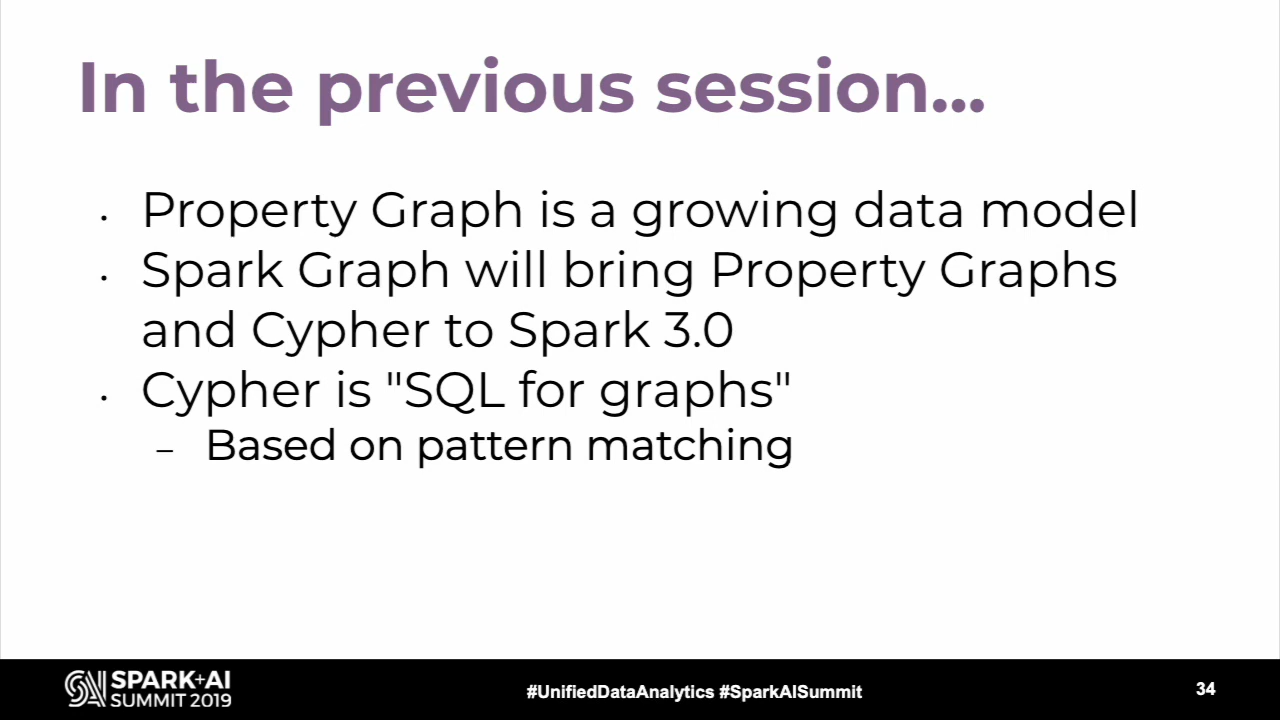 In the previous session...
• Property Graph is a growing data model
• Spark Graph will bring Property Graphs
and Cypher to Spark 3.0
• Cypher is "SQL for graphs"
– Based on pattern matching
SPARK+AI
SUMMIT 2019
#UnifiedDataAnalytics #SparkAISummit
34